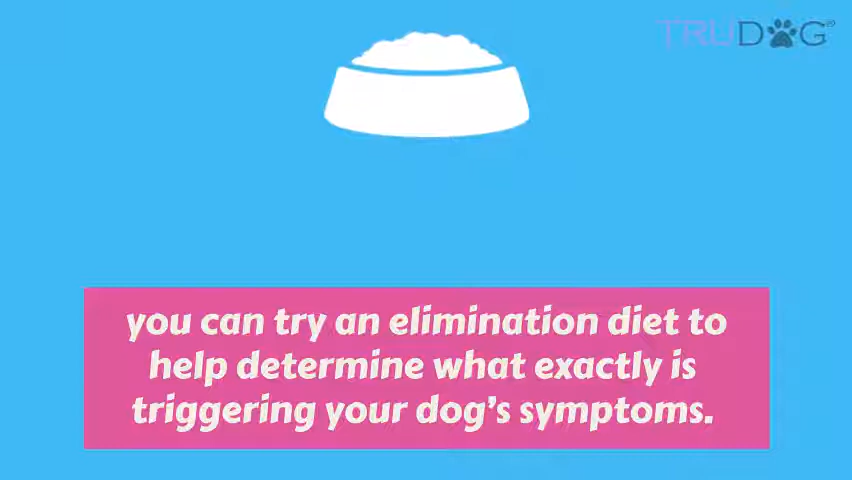 TRUDOG
you can try an elimination diet to
help determine what exactly is
triggering your dog's symptoms.